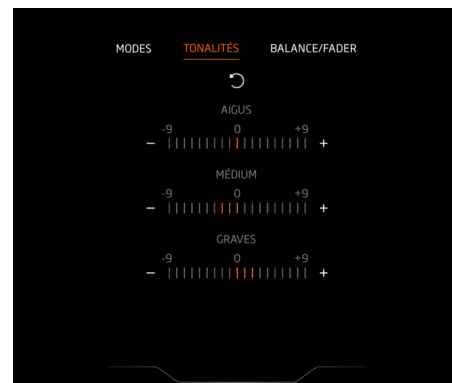 MODES TONALITÉS BALANCE/FADER
AIGUS
-9 0 +9
− +
MÉDIUM
-9 0 +9
− +
GRAVES
-9 0 +9
− +